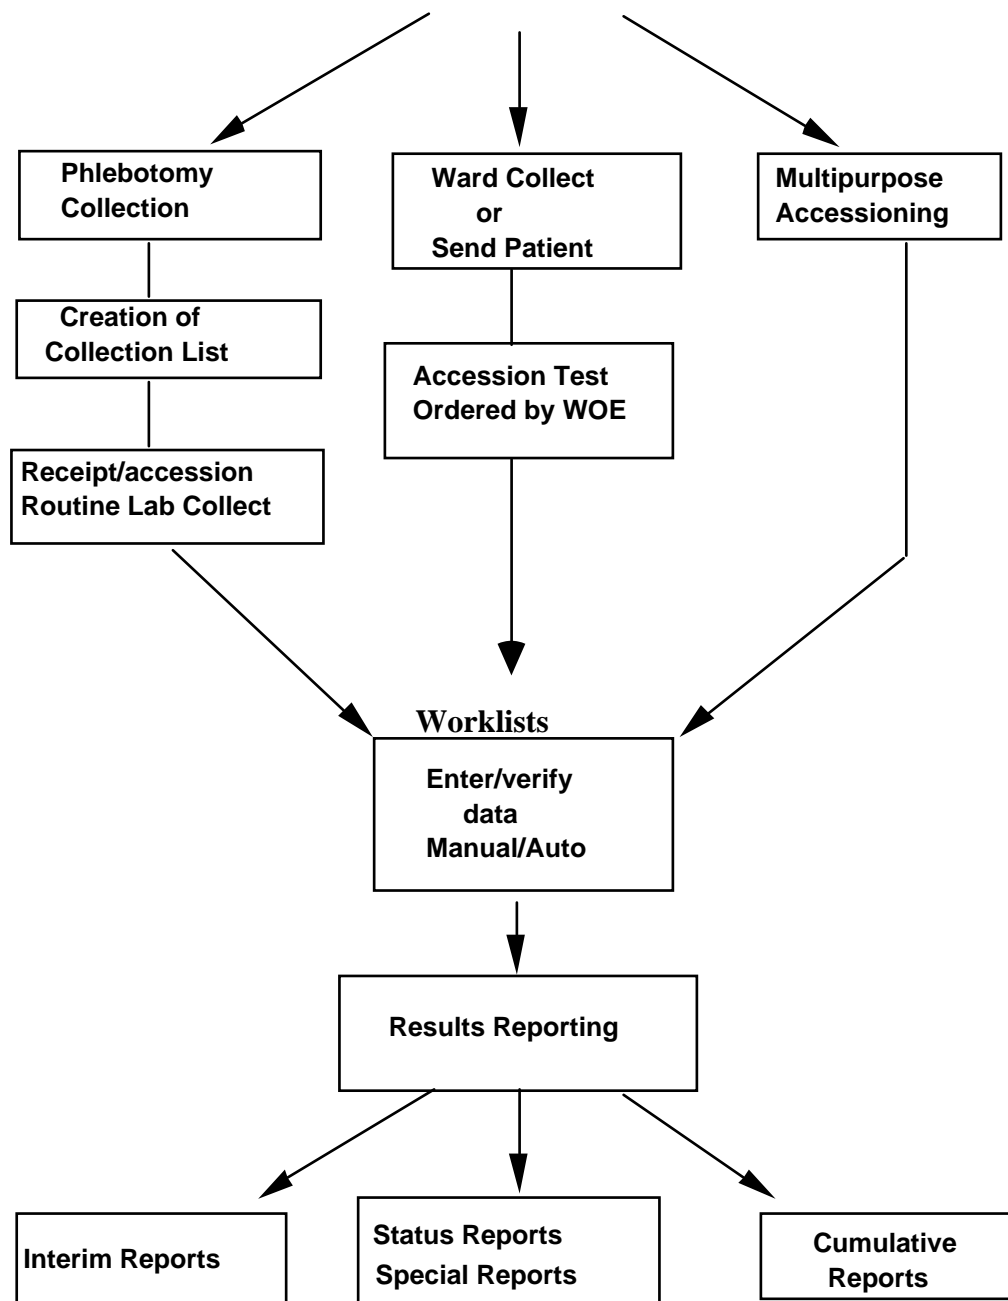 Phlebotomy
Collection
Ward Collect
or
Send Patient
Multipurpose
Accessioning
Creation of
Collection List
Accession Test
Ordered by WOE
Receipt/accession
Routine Lab Collect
Worklists
Enter/verify
data
Manual/Auto
Results Reporting
Interim Reports
Status Reports
Special Reports
Cumulative
Reports